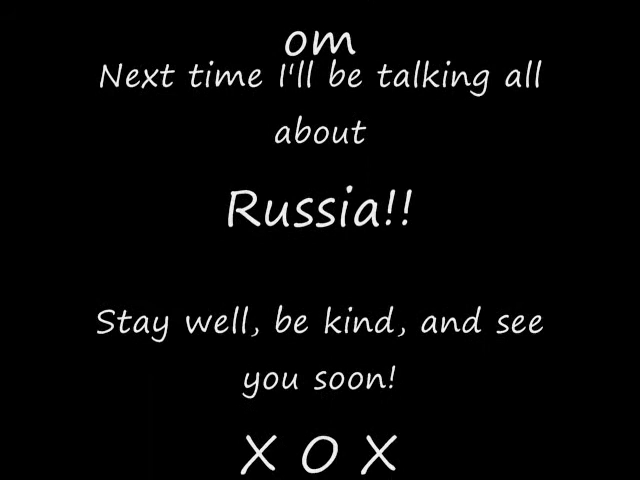 om
Next time I'll be talking all
about
Russia!!
Stay well, be kind, and see
you soon!
X O X